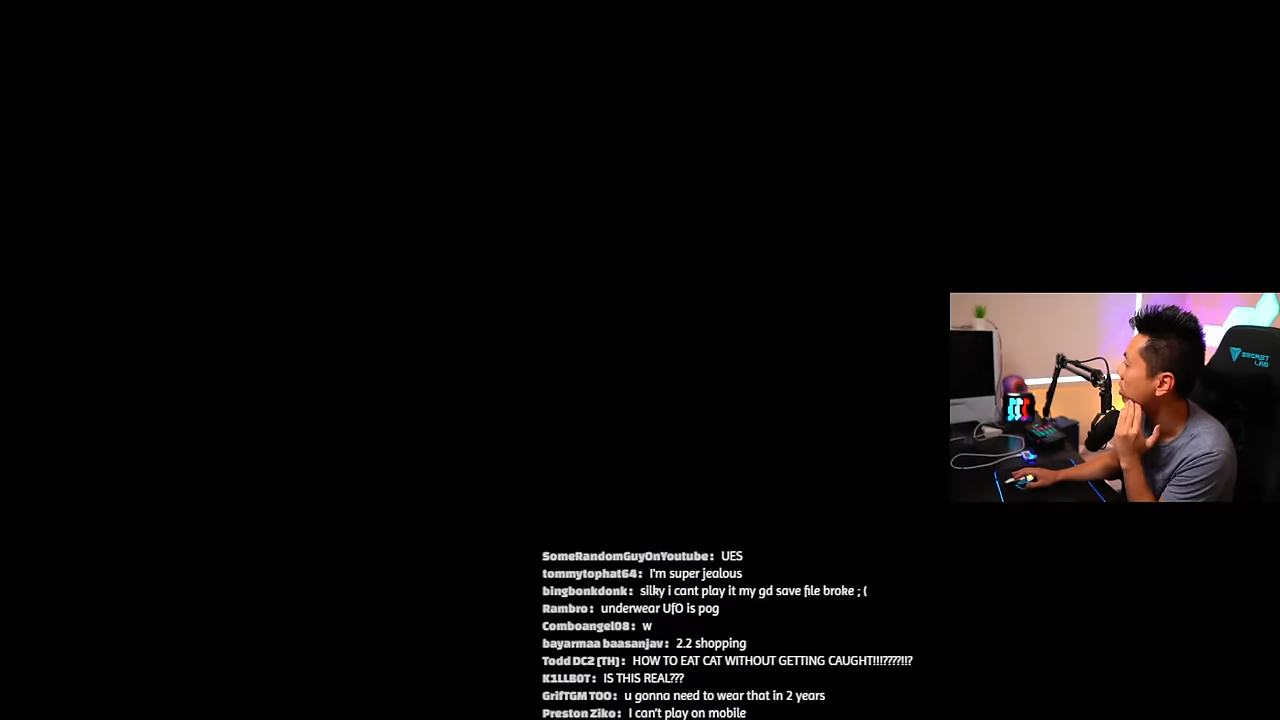 SECRET
LAB
SomeRandomGuyOnYoutube: UES
tommytophat64: I'm super jealous
bingbonkdonk: silky i cant play it my gd save file broke ; (
Rambro: underwear UfO is pog
Comboangel08: w
bayarmaa baasanjav: 2.2 shopping
Todd DC2 [TH]: HOW TO EAT CAT WITHOUT GETTING CAUGHT!!!????!!?
K1LLB0T: IS THIS REAL???
GrifTGM TOO: u gonna need to wear that in 2 years
Preston Ziko: I can't play on mobile